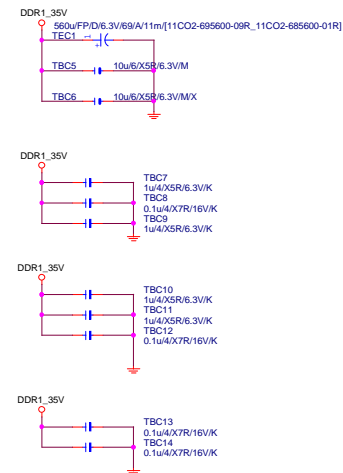 DDR1_35V
560u/FP/D/6.3V/69/A/11m/[11CO2-695600-09R_11CO2-685600-01R]
TEC1
1
+
TBC5 10u/6/X5R/6.3V/M
TBC6 10u/6/X5R/6.3V/M/X
DDR1_35V
TBC7
1u/4/X5R/6.3V/K
TBC8
0.1u/4/X7R/16V/K
TBC9
1u/4/X5R/6.3V/K
DDR1_35V
TBC10
1u/4/X5R/6.3V/K
TBC11
1u/4/X5R/6.3V/K
TBC12
0.1u/4/X7R/16V/K
DDR1_35V
TBC13
0.1u/4/X7R/16V/K
TBC14
0.1u/4/X7R/16V/K